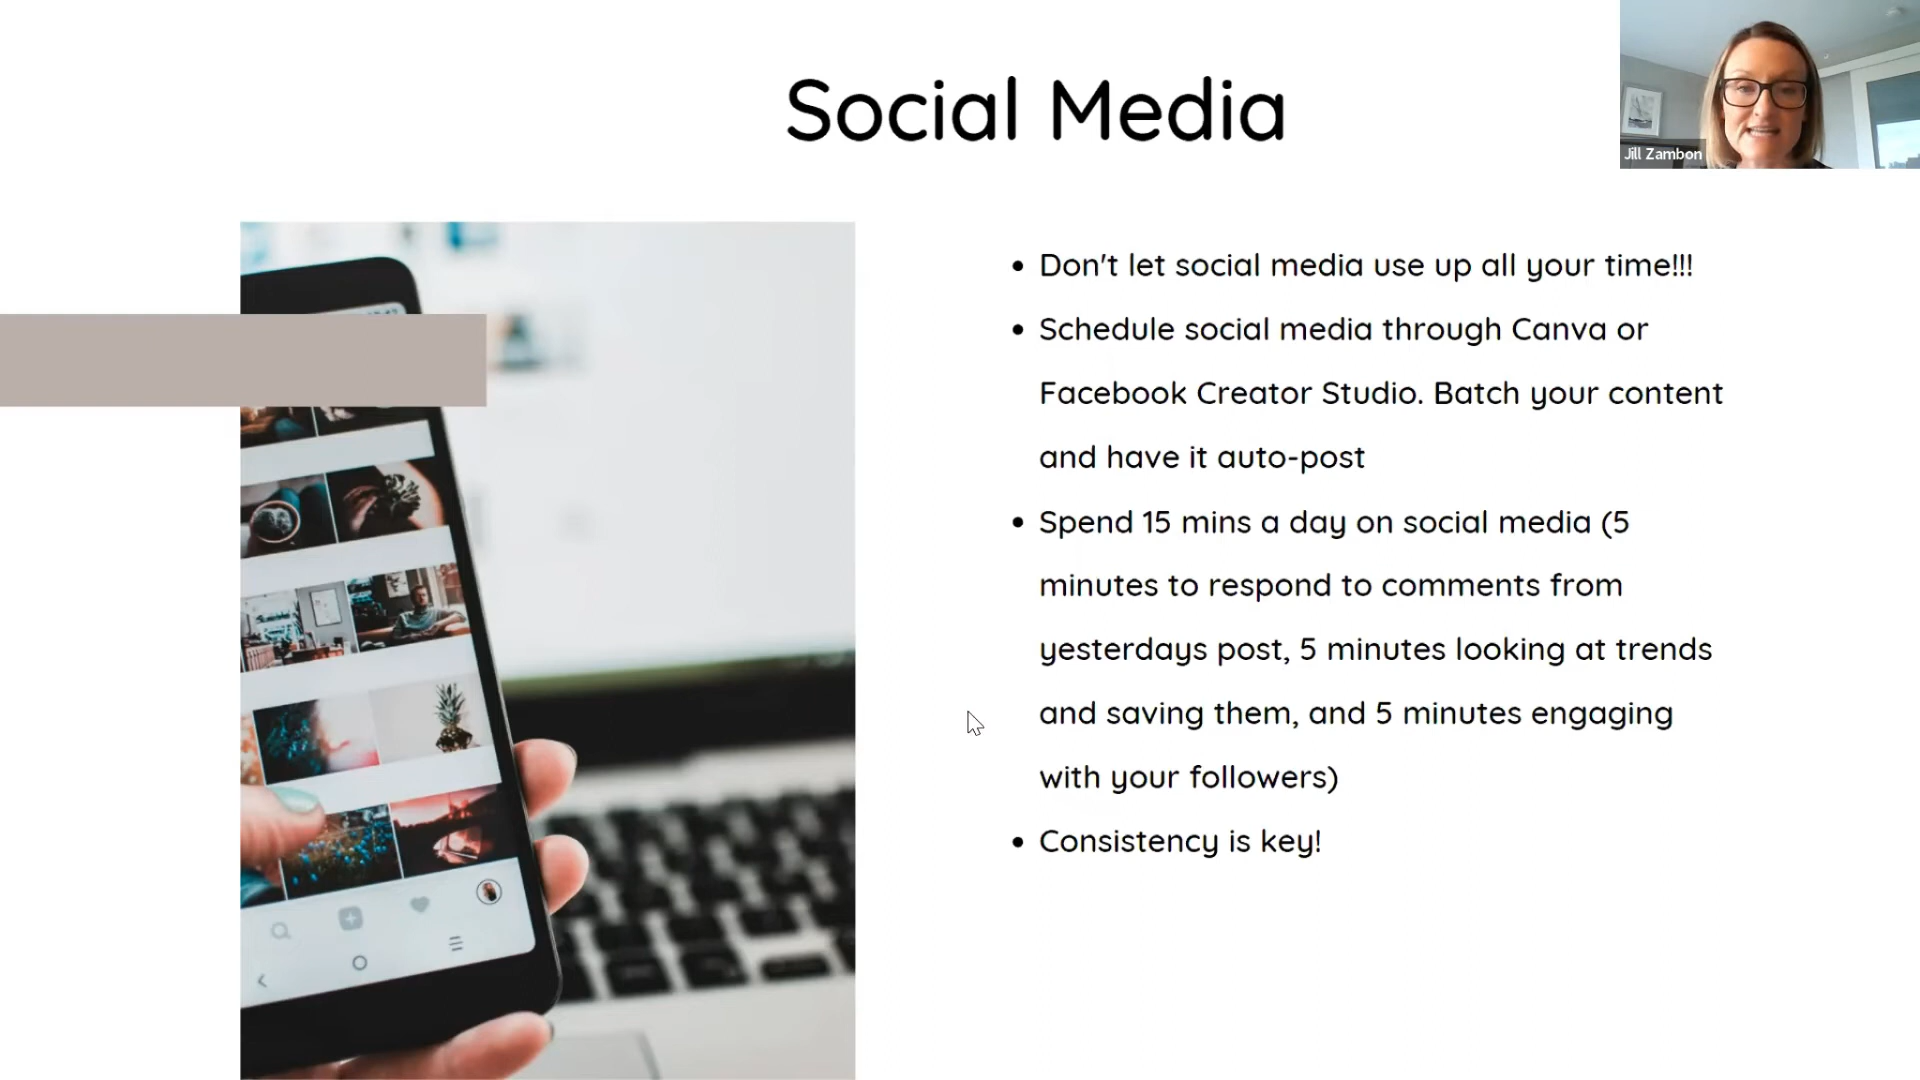 Social Media
Jill Zambon
• Don't let social media use up all your time!!!
• Schedule social media through Canva or
Facebook Creator Studio. Batch your content
and have it auto-post
• Spend 15 mins a day on social media (5
minutes to respond to comments from
yesterdays post, 5 minutes looking at trends
and saving them, and 5 minutes engaging
with your followers)
• Consistency is key!